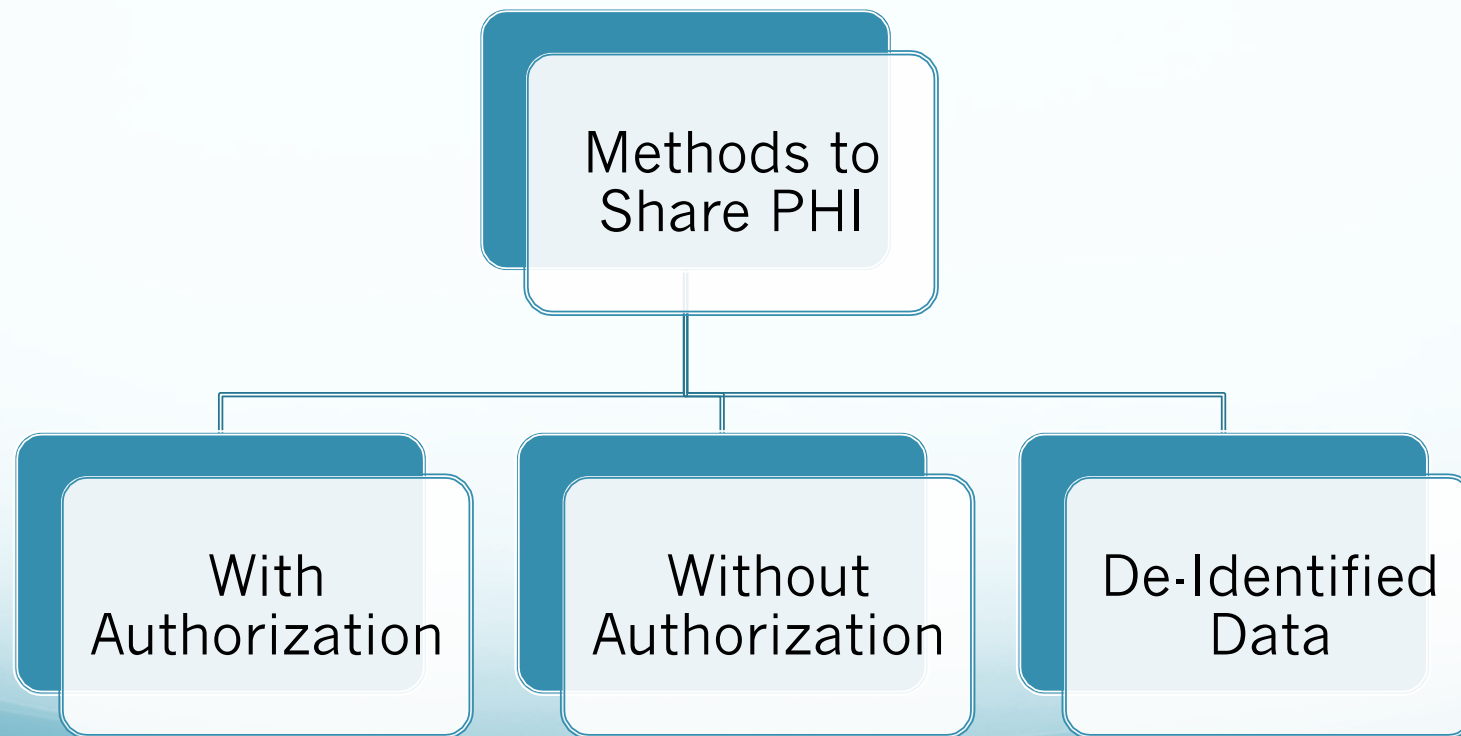 Methods to
Share PHI
With
Authorization
Without
Authorization
De-Identified
Data